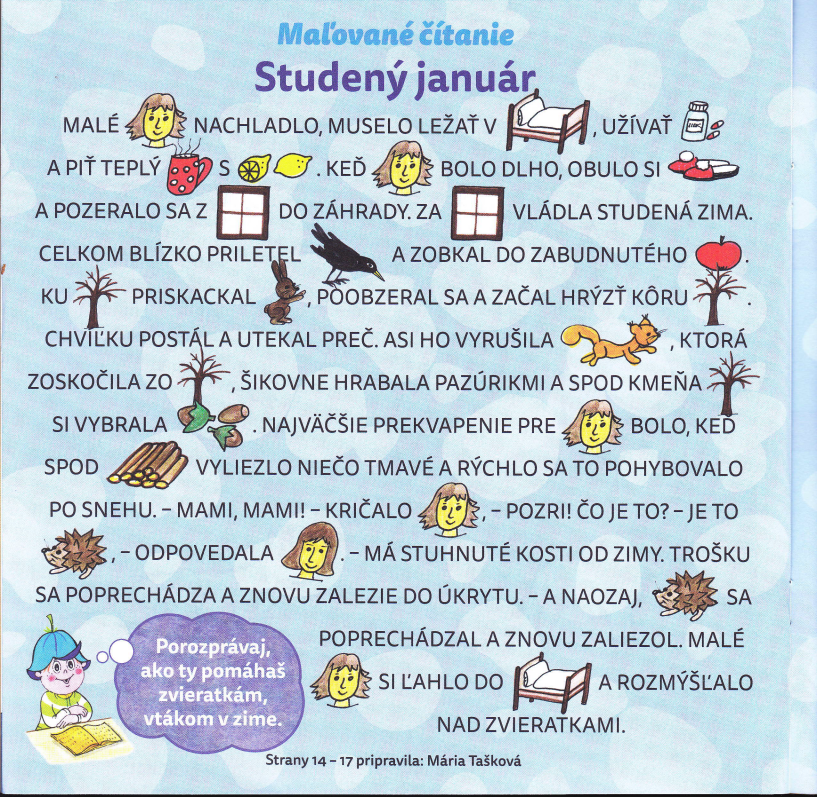 Maľované čítanie
Studený január
MALÉ NACHLADLO, MUSELO LEŽAŤ V , UŽÍVAŤ
A PIŤ TEPLÝ S . KEĎ BOLO DLHO, OBULO SI
A POZERALO SA Z DO ZÁHRADY. ZA VLÁDLA STUDENÁ ZIMA.
CELKOM BLÍZKO PRILETEL A ZOBKAL DO ZABUDNUTÉHO .
KU PRISKACKAL , POOBZERAL SA A ZAČAL HRÝZŤ KÔRU .
CHVÍĽKU POSTÁL A UTEKAL PREČ. ASI HO VYRUŠILA , KTORÁ
ZOSKOČILA ZO , ŠIKOVNE HRABALA PAZÚRIKMI A SPOD KMEŇA
SI VYBRALA . NAJVÄČŠIE PREKVAPENIE PRE BOLO, KEĎ
SPOD VYLIEZLO NIEČO TMAVÉ A RÝCHLO SA TO POHYBOVALO
PO SNEHU. – MAMI, MAMI! – KRIČALO , – POZRI! ČO JE TO? – JE TO
, – ODPOVEDALA . – MÁ STUHNUTÉ KOSTI OD ZIMY. TROŠKU
SA POPRECHÁDZA A ZNOVU ZALEZIE DO ÚKRYTU. – A NAOZAJ, SA
POPRECHÁDZAL A ZNOVU ZALIEZOL. MALÉ
SI ĽAHLO DO A ROZMÝŠĽALO
NAD ZVIERATKAMI.
Porozprávaj,
ako ty pomáhaš
zvieratkám,
vtákom v zime.
Strany 14 – 17 pripravila: Mária Tašková